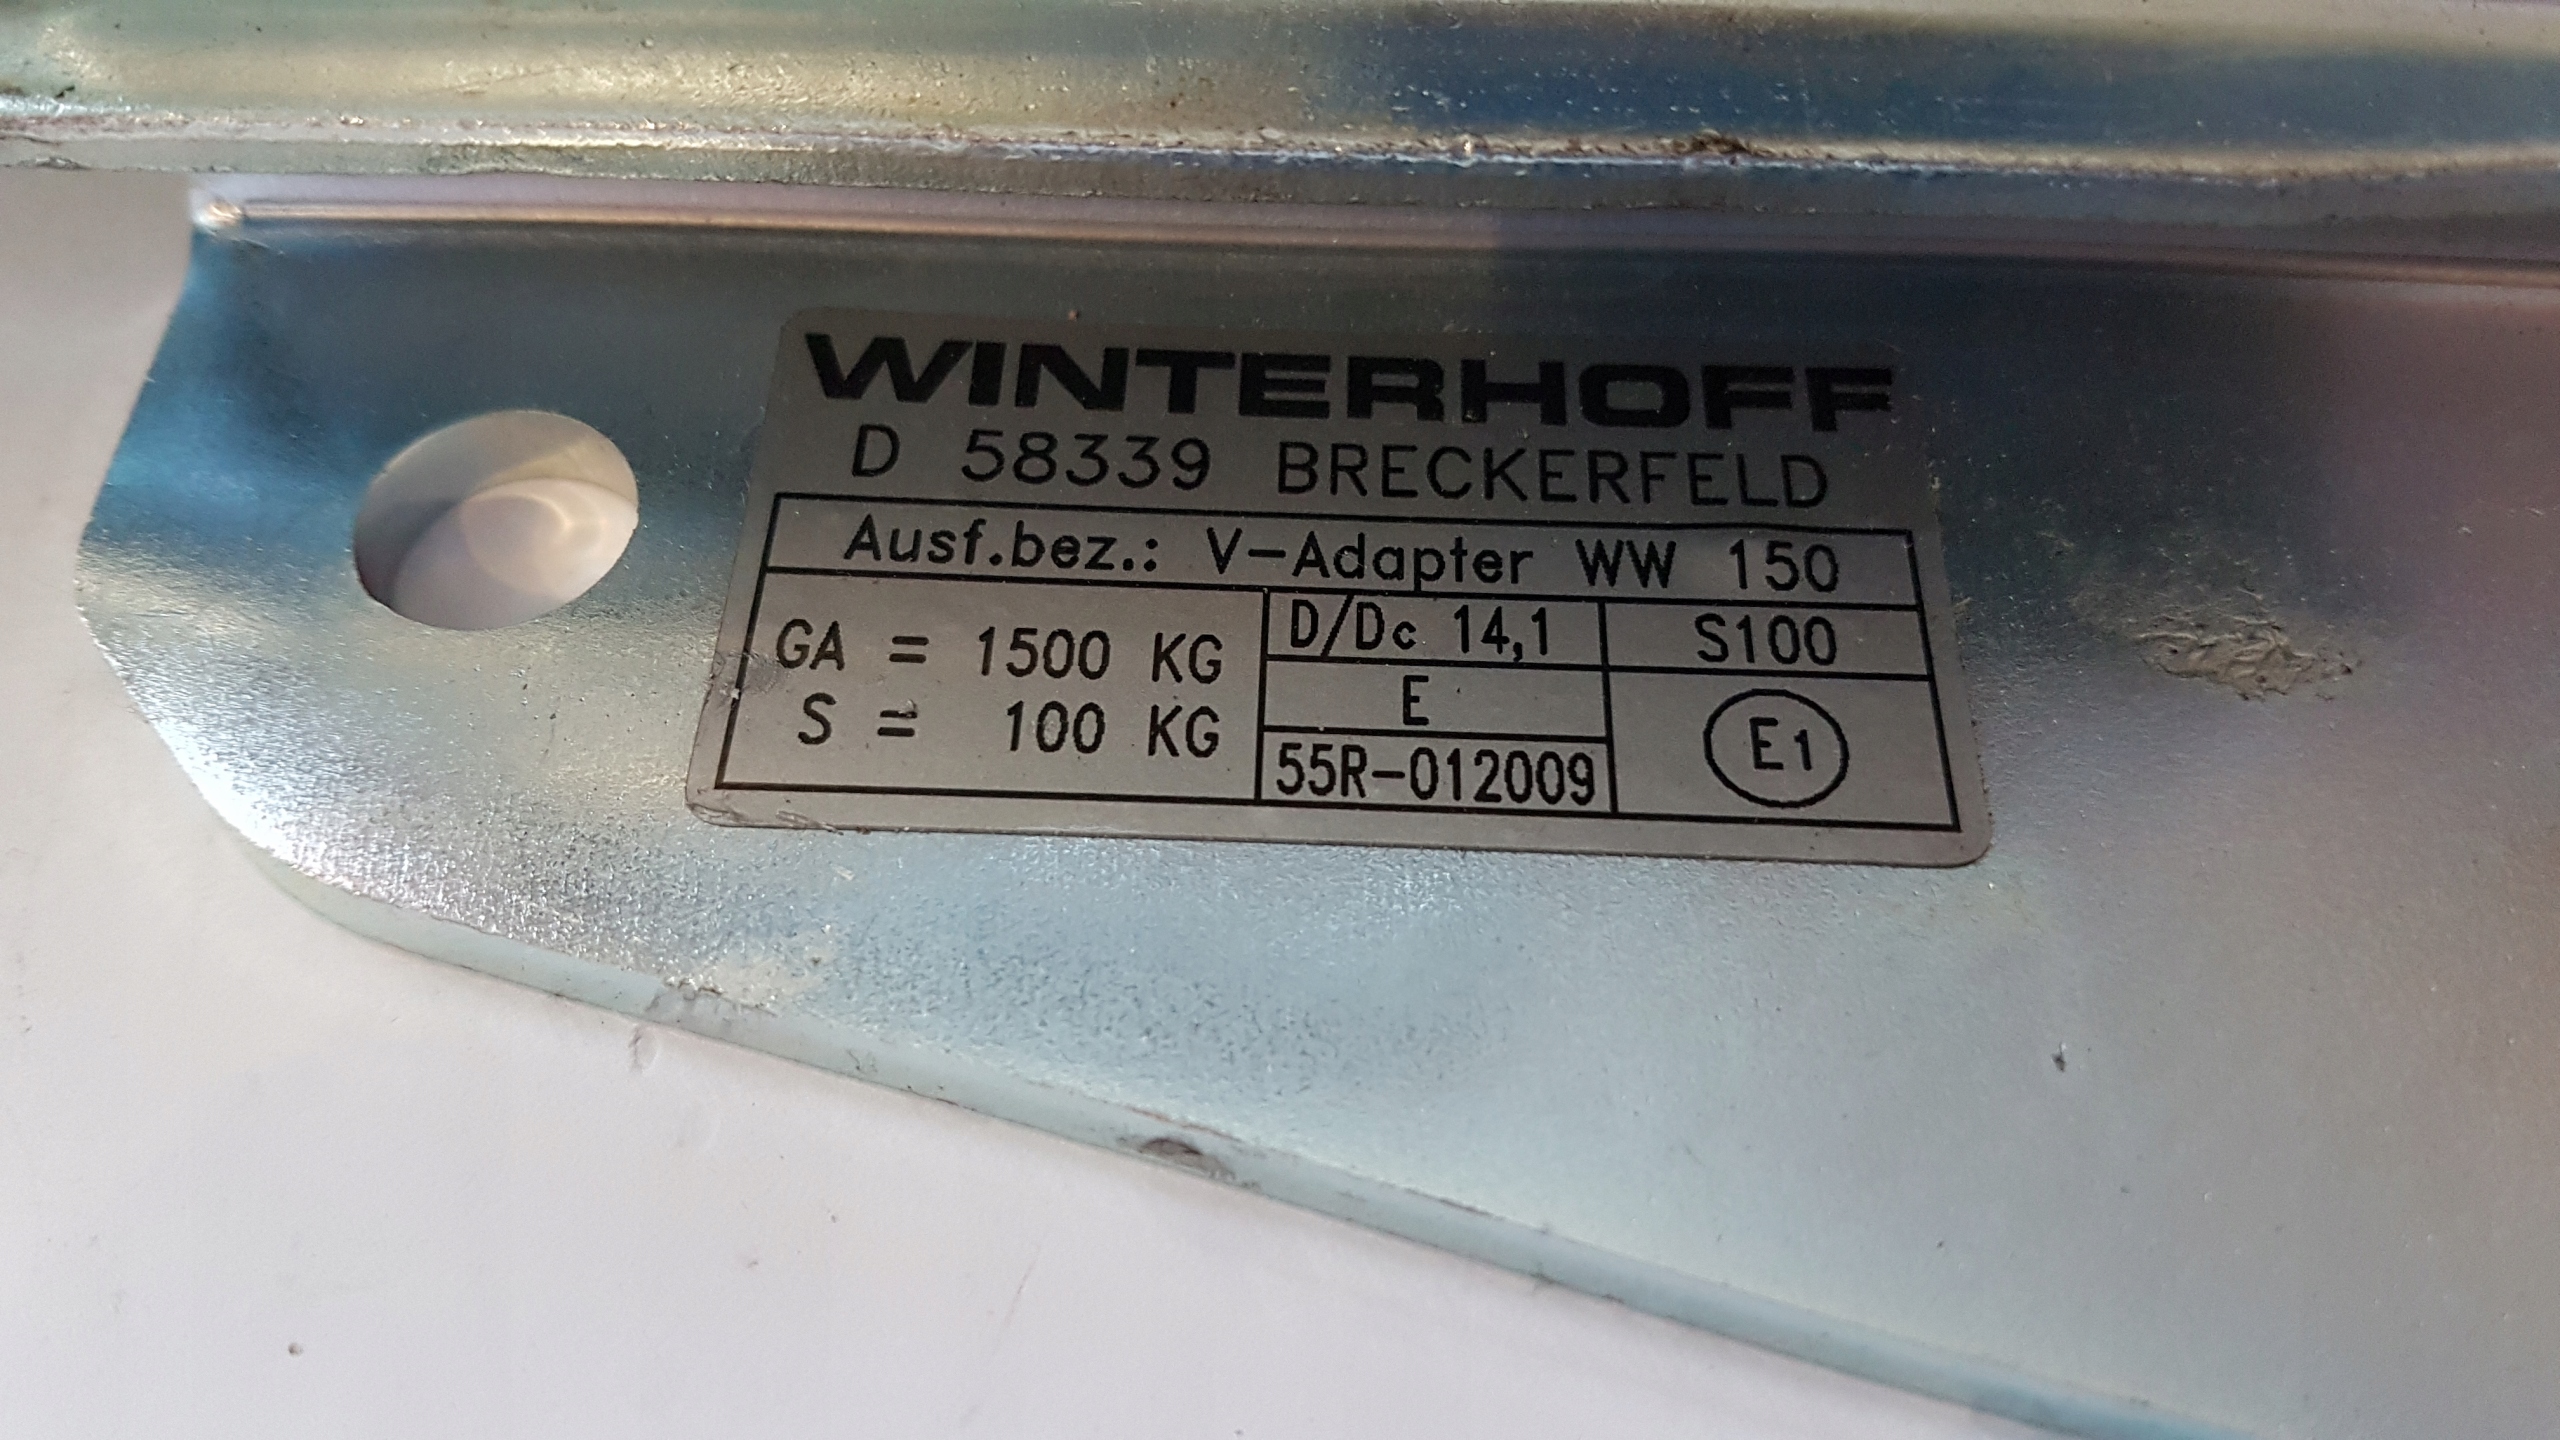 WINTERHOFF
D 58339 BRECKERFELD
Ausf.bez.: V-Adapter WW 150
GA = 1500 KG
S = 100 KG
D/Dc 14,1
E
55R-012009
S100
E1